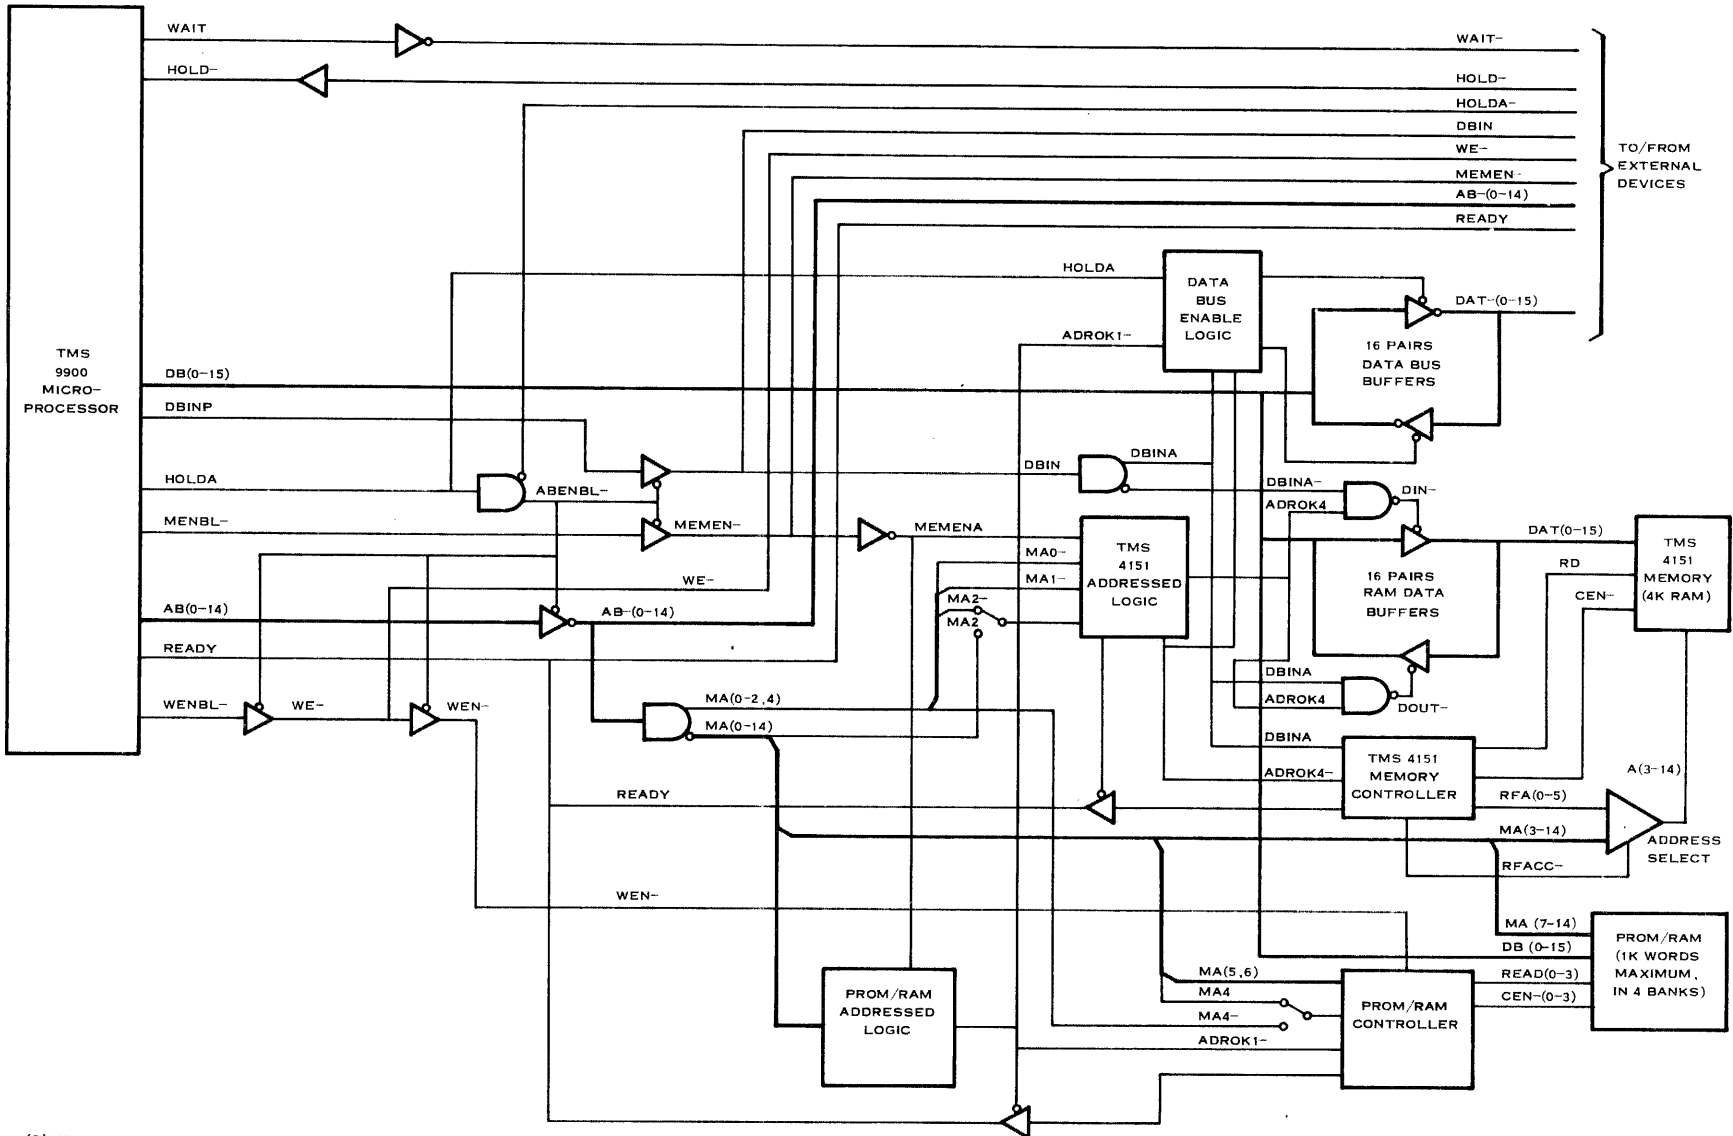 WAIT
WAIT-
HOLD-
HOLD-
HOLDA-
DBIN
WE-
MEMEN-
AB-(0-14)
READY
TO/FROM
EXTERNAL
DEVICES
HOLDA
DATA
BUS
ENABLE
LOGIC
DAT-(0-15)
ADROK1-
16 PAIRS
DATA BUS
BUFFERS
TMS
9900
MICRO-
PROCESSOR
DB(0-15)
DBINP
HOLDA
ABENBL-
DBIN
DBINA
DBINA-
ADROK4
DIN-
MENBL-
MEMEN-
MEMENA
MA0-
MA1-
MA2-
MA2
TMS
4151
ADDRESSED
LOGIC
DAT(0-15)
RD
CEN-
TMS
4151
MEMORY
(4K RAM)
16 PAIRS
RAM DATA
BUFFERS
WE-
AB(0-14)
AB-(0-14)
READY
WENBL-
WE-
WEN-
MA(0-2,4)
MA(0-14)
DBINA
ADROK4
DOUT-
DBINA
ADROK4-
TMS 4151
MEMORY
CONTROLLER
A(3-14)
RFA(0-5)
MA(3-14)
RFACC-
ADDRESS
SELECT
READY
WEN-
MA (7-14)
DB (0-15)
READ(0-3)
CEN-(0-3)
PROM/RAM
(1K WORDS
MAXIMUM,
IN 4 BANKS)
PROM/RAM
ADDRESSED
LOGIC
MA(5,6)
MA4
MA4-
ADROK1-
PROM/RAM
CONTROLLER